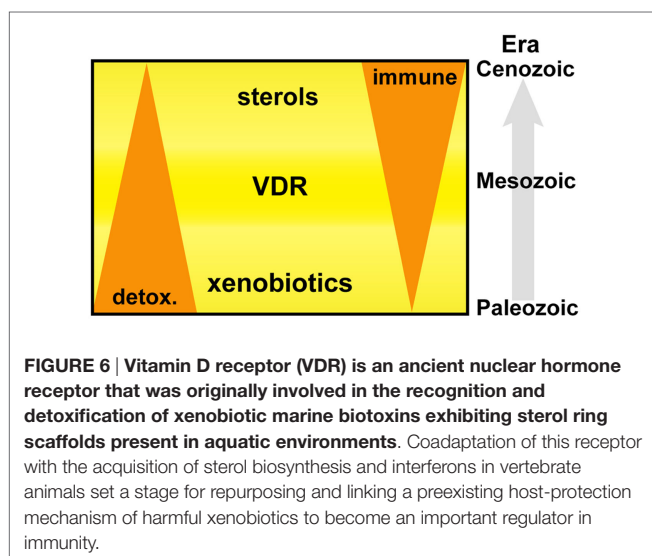 Era
immune
Cenozoic
sterols
VDR
Mesozoic
xenobiotics
detox.
Paleozoic
FIGURE 6 | Vitamin D receptor (VDR) is an ancient nuclear hormone
receptor that was originally involved in the recognition and
detoxification of xenobiotic marine biotoxins exhibiting sterol ring
scaffolds present in aquatic environments. Coadaptation of this receptor
with the acquisition of sterol biosynthesis and interferons in vertebrate
animals set a stage for repurposing and linking a preexisting host-protection
mechanism of harmful xenobiotics to become an important regulator in
immunity.